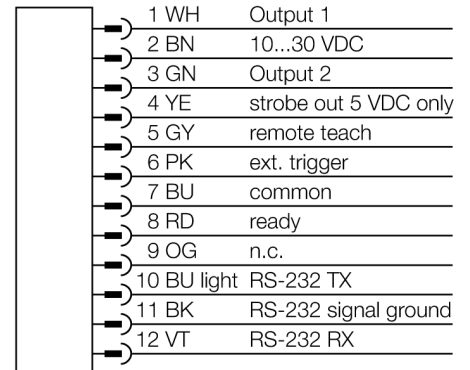 1 WH Output 1
2 BN 10...30 VDC
3 GN Output 2
4 YE strobe out 5 VDC only
5 GY remote teach
6 PK ext. trigger
7 BU common
8 RD ready
9 OG n.c.
10 BU light RS-232 TX
11 BK RS-232 signal ground
12 VT RS-232 RX